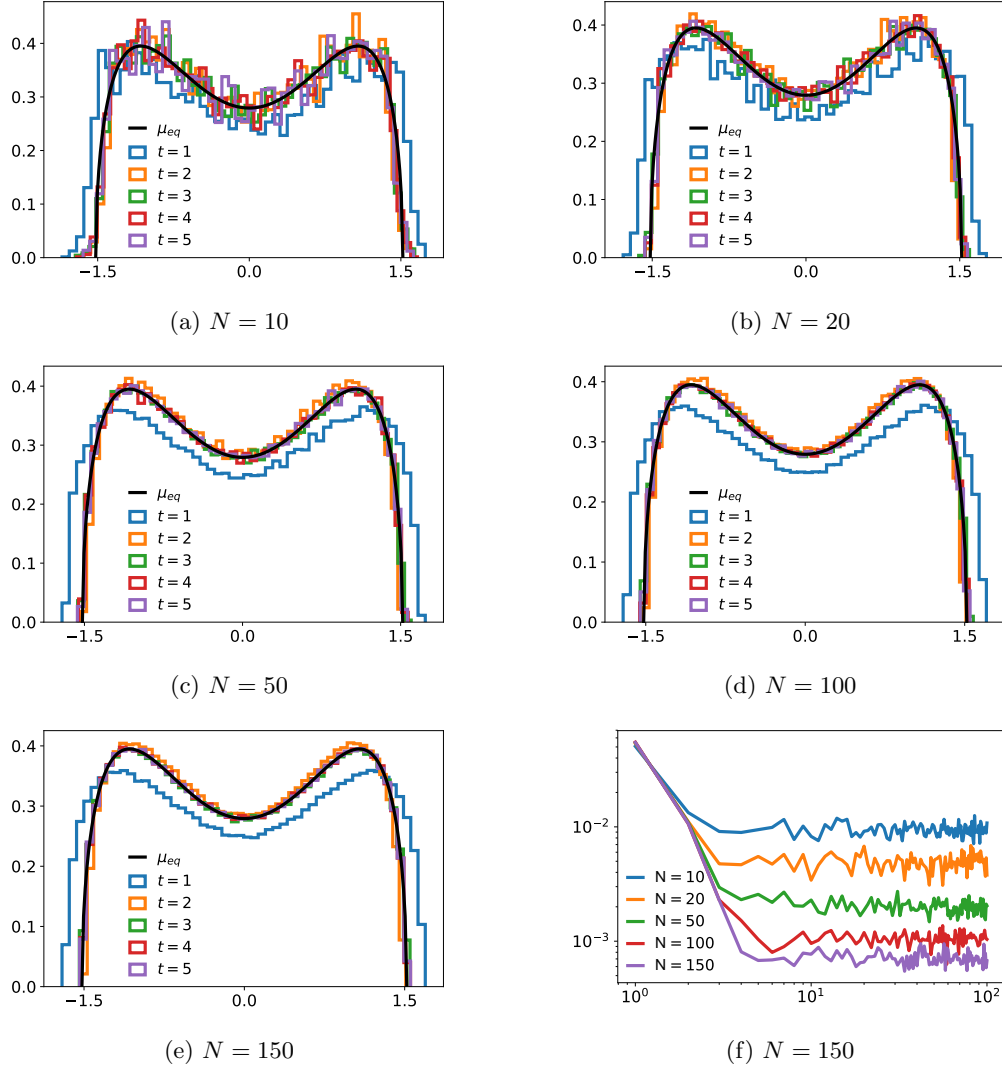 0.4
0.3
0.2
0.1
0.0
μeq
t = 1
t = 2
t = 3
t = 4
t = 5
−1.5 0.0 1.5
(a) N = 10
0.4
0.3
0.2
0.1
0.0
μeq
t = 1
t = 2
t = 3
t = 4
t = 5
−1.5 0.0 1.5
(b) N = 20
0.4
0.3
0.2
0.1
0.0
μeq
t = 1
t = 2
t = 3
t = 4
t = 5
−1.5 0.0 1.5
(c) N = 50
0.4
0.3
0.2
0.1
0.0
μeq
t = 1
t = 2
t = 3
t = 4
t = 5
−1.5 0.0 1.5
(d) N = 100
0.4
0.3
0.2
0.1
0.0
μeq
t = 1
t = 2
t = 3
t = 4
t = 5
−1.5 0.0 1.5
(e) N = 150
10⁻²
10⁻³
N = 10
N = 20
N = 50
N = 100
N = 150
10⁰ 10¹ 10²
(f) N = 150